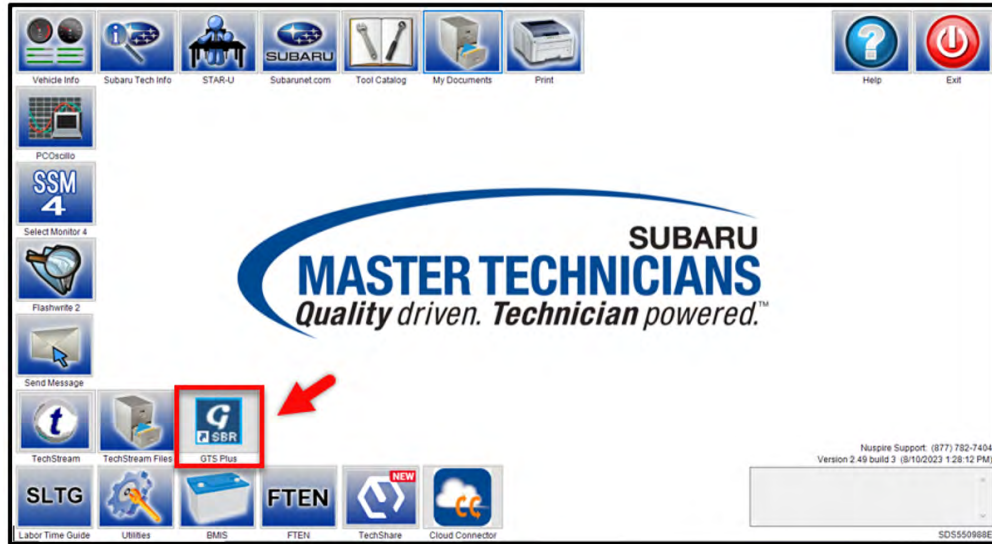 SUBARU
Vehicle Info
Subaru Tech Info
STAR-U
Subarunet.com
Tool Catalog
My Documents
Print
Help
Exit
PCOscillo
SSM
4
Select Monitor 4
SUBARU
MASTER TECHNICIANS
Quality driven. Technician powered.™
Flashwrite 2
Send Message
t
G
SBR
TechStream
TechStream Files
GTS Plus
Nuspire Support: (877) 782-7404
Version 2.49 build 3 (8/10/2023 1:28:12 PM)
SLTG
FTEN
NEW
CC
Labor Time Guide
Utilities
BMIS
FTEN
TechShare
Cloud Connector
SDS550988E